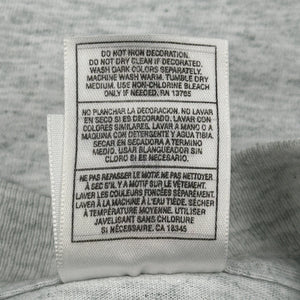 DO NOT IRON DECORATION.
DO NOT DRY CLEAN IF DECORATED.
WASH DARK COLORS SEPARATELY.
MACHINE WASH WARM. TUMBLE DRY
MEDIUM. USE NON-CHLORINE BLEACH
ONLY IF NEEDED. RN 13765
NO PLANCHAR LA DECORACION. NO LAVAR
EN SECO SI ES DECORADO. LAVAR CON
COLORES SIMILARES. LAVAR A MANO O A
MAQUINA CON DETERGENTE Y AGUA TIBIA.
SECAR EN SECADORA A TERMINO
MEDIO. USAR BLANQUEADOR SIN
CLORO SI ES NECESARIO.
NE PAS REPASSER LE MOTIF. NE PAS NETTOYER
À SEC S'IL Y A MOTIF SUR LE VÊTEMENT.
LAVER LES COULEURS FONCÉES SÉPARÉMENT.
LAVER À LA MACHINE À L'EAU TIÈDE. SÉCHER
À TEMPÉRATURE MOYENNE. UTILISER UN
JAVELISANT SANS CHLORURE
SI NÉCESSAIRE. CA 18345